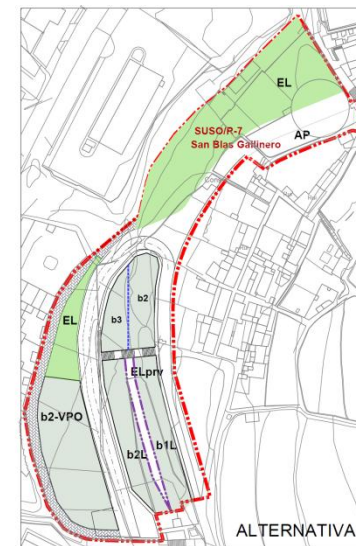 EL
SUSO/R-7
San Blas Gallinero
AP
b2
b3
EL
ELprv
b2-VPO
b1L
b2L
ALTERNATIVA